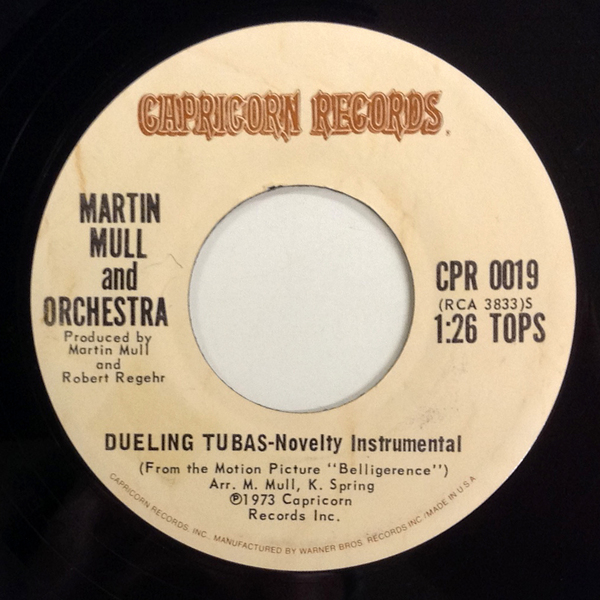 CAPRICORN RECORDS.
MARTIN
MULL
and
ORCHESTRA
Produced by
Martin Mull
and
Robert Regehr
CPR 0019
(RCA 3833)S
1:26 TOPS
DUELING TUBAS-Novelty Instrumental
(From the Motion Picture "Belligerence")
Arr. M. Mull, K. Spring
℗1973 Capricorn
Records Inc.
CAPRICORN RECORDS, INC. MANUFACTURED BY WARNER BROS. RECORDS INC./MADE IN U.S.A